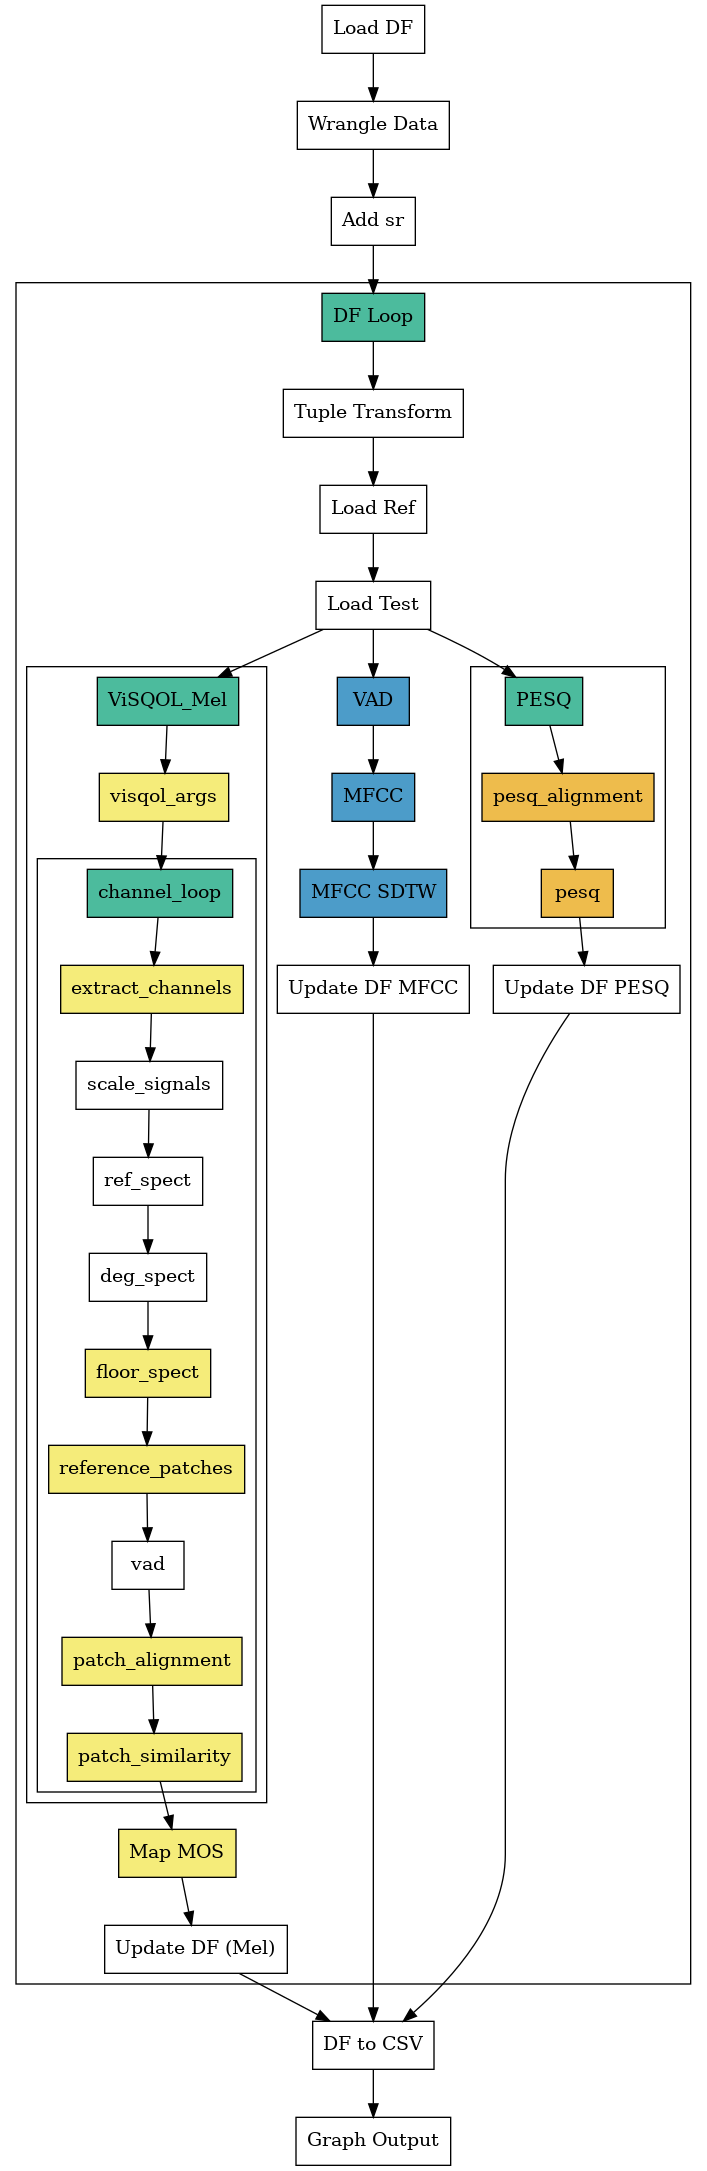 Load DF
Wrangle Data
Add sr
DF Loop
Tuple Transform
Load Ref
Load Test
ViSQOL_Mel
VAD
PESQ
visqol_args
MFCC
pesq_alignment
channel_loop
MFCC SDTW
pesq
extract_channels
Update DF MFCC
Update DF PESQ
scale_signals
ref_spect
deg_spect
floor_spect
reference_patches
vad
patch_alignment
patch_similarity
Map MOS
Update DF (Mel)
DF to CSV
Graph Output